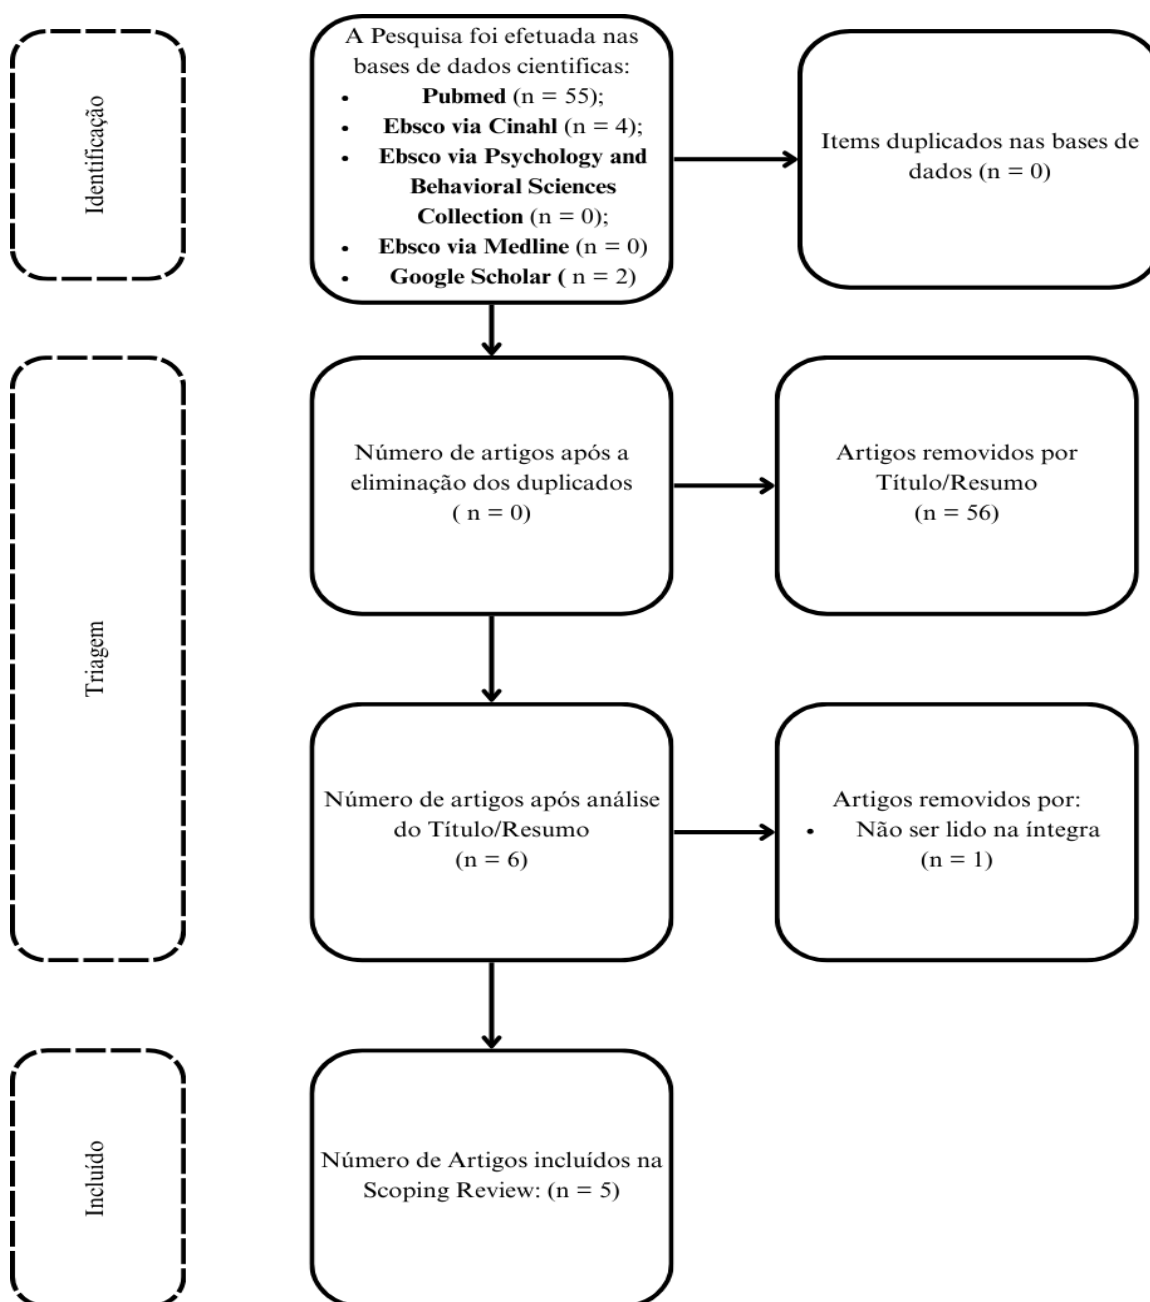 Identificação
A Pesquisa foi efetuada nas
bases de dados cientificas:
• Pubmed (n = 55);
• Ebsco via Cinahl (n = 4);
• Ebsco via Psychology and
Behavioral Sciences
Collection (n = 0);
• Ebsco via Medline (n = 0)
• Google Scholar ( n = 2)
Items duplicados nas bases de
dados (n = 0)
Triagem
Número de artigos após a
eliminação dos duplicados
( n = 0)
Artigos removidos por
Título/Resumo
(n = 56)
Número de artigos após análise
do Título/Resumo
(n = 6)
Artigos removidos por:
• Não ser lido na íntegra
(n = 1)
Incluído
Número de Artigos incluídos na
Scoping Review: (n = 5)